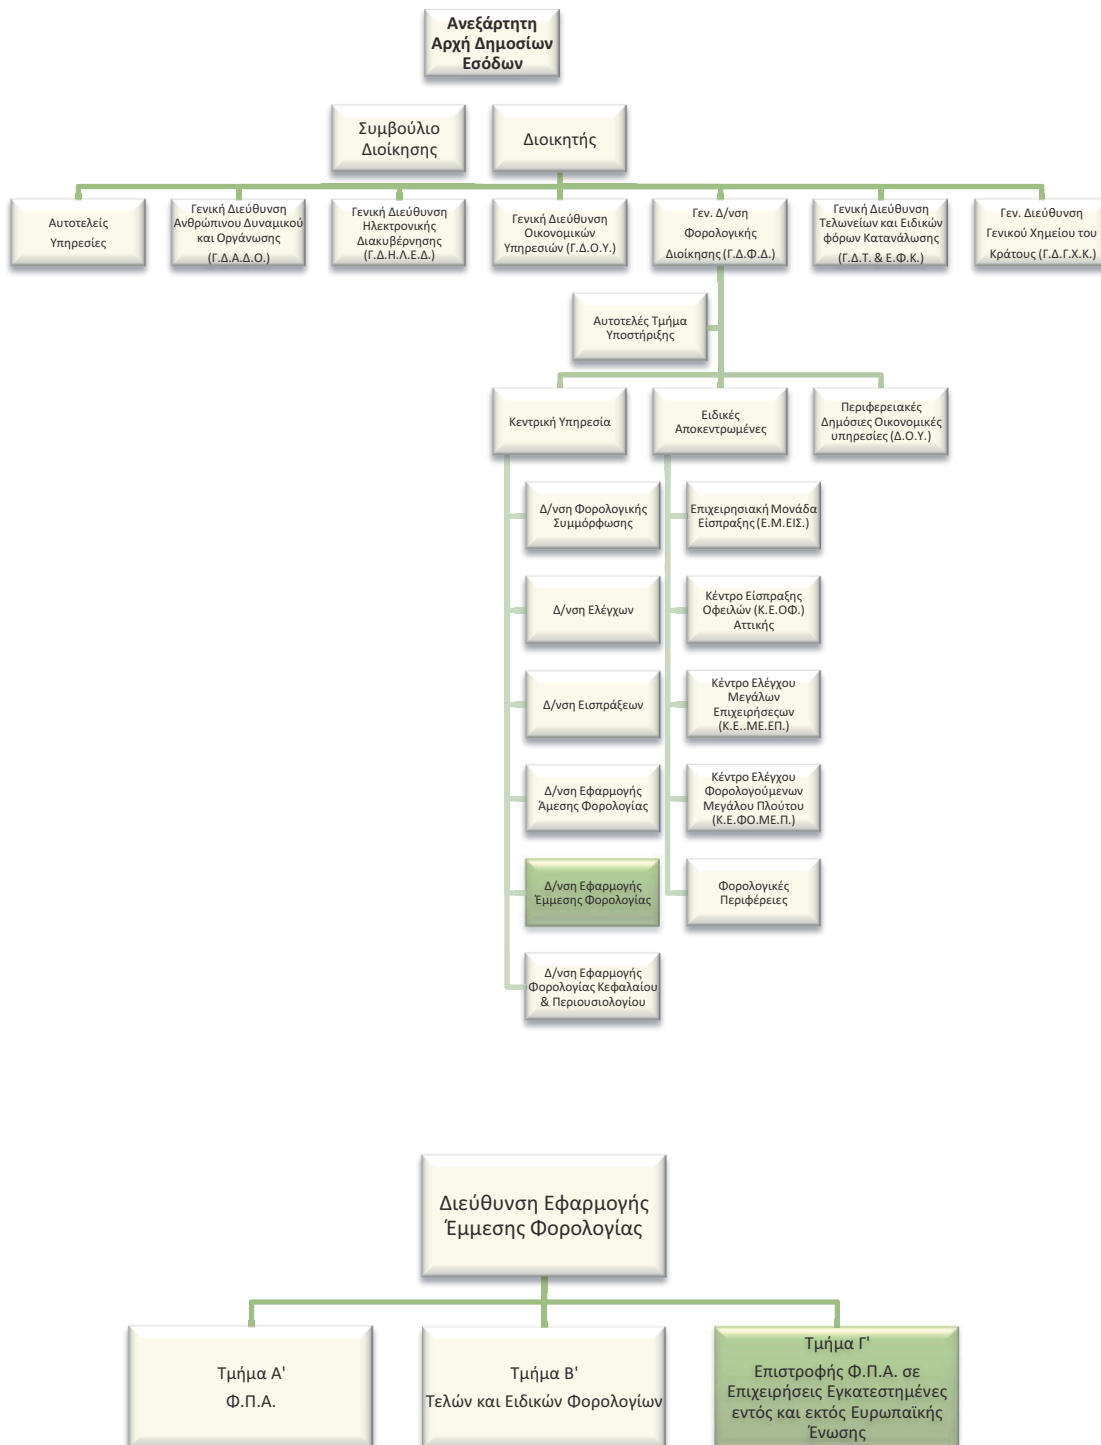 Ανεξάρτητη
Αρχή Δημοσίων
Εσόδων
Συμβούλιο
Διοίκησης
Διοικητής
Αυτοτελείς
Υπηρεσίες
Γενική Διεύθυνση
Ανθρώπινου Δυναμικού
και Οργάνωσης
(Γ.Δ.Α.Δ.Ο.)
Γενική Διεύθυνση
Ηλεκτρονικής
Διακυβέρνησης
(Γ.Δ.Η.Λ.Ε.Δ.)
Γενική Διεύθυνση
Οικονομικών
Υπηρεσιών (Γ.Δ.Ο.Υ.)
Γεν. Δ/νση
Φορολογικής
Διοίκησης (Γ.Δ.Φ.Δ.)
Γενική Διεύθυνση
Τελωνείων και Ειδικών
φόρων Κατανάλωσης
(Γ.Δ.Τ. & Ε.Φ.Κ.)
Γεν. Διεύθυνση
Γενικού Χημείου του
Κράτους (Γ.Δ.Γ.Χ.Κ.)
Αυτοτελές Τμήμα
Υποστήριξης
Κεντρική Υπηρεσία
Ειδικές
Αποκεντρωμένες
Περιφερειακές
Δημόσιες Οικονομικές
υπηρεσίες (Δ.Ο.Υ.)
Δ/νση Φορολογικής
Συμμόρφωσης
Δ/νση Ελέγχων
Δ/νση Εισπράξεων
Δ/νση Εφαρμογής
Άμεσης Φορολογίας
Δ/νση Εφαρμογής
Έμμεσης Φορολογίας
Δ/νση Εφαρμογής
Φορολογίας Κεφαλαίου
& Περιουσιολογίου
Επιχειρησιακή Μονάδα
Είσπραξης (Ε.Μ.ΕΙΣ.)
Κέντρο Είσπραξης
Οφειλών (Κ.Ε.ΟΦ.)
Αττικής
Κέντρο Ελέγχου
Μεγάλων
Επιχειρήσεςων
(Κ.Ε..ΜΕ.ΕΠ.)
Κέντρο Ελέγχου
Φορολογούμενων
Μεγάλου Πλούτου
(Κ.Ε.ΦΟ.ΜΕ.Π.)
Φορολογικές
Περιφέρειες
Διεύθυνση Εφαρμογής
Έμμεσης Φορολογίας
Τμήμα Α'
Φ.Π.Α.
Τμήμα Β'
Τελών και Ειδικών Φορολογίων
Τμήμα Γ'
Επιστροφής Φ.Π.Α. σε
Επιχειρήσεις Εγκατεστημένες
εντός και εκτός Ευρωπαϊκής
Ένωσης